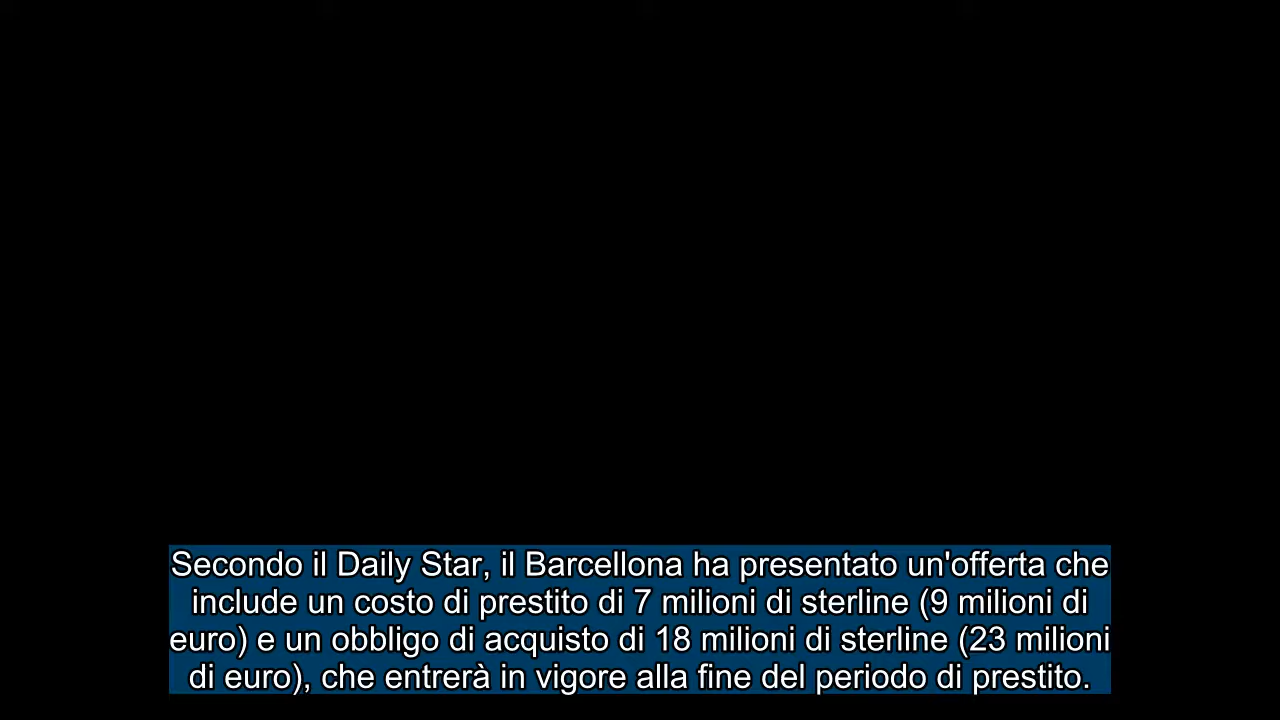 Secondo il Daily Star, il Barcellona ha presentato un'offerta che
include un costo di prestito di 7 milioni di sterline (9 milioni di
euro) e un obbligo di acquisto di 18 milioni di sterline (23 milioni
di euro), che entrerà in vigore alla fine del periodo di prestito.